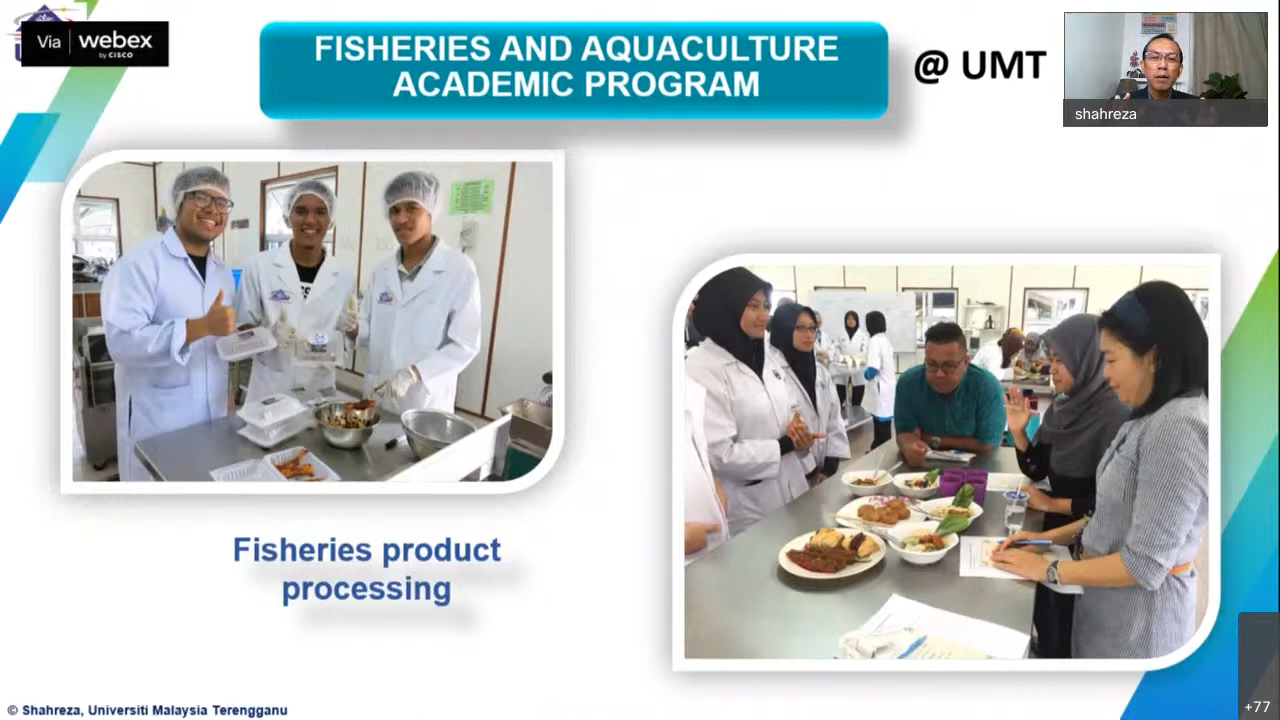 Via webex
by CISCO
FISHERIES AND AQUACULTURE
ACADEMIC PROGRAM
@ UMT
shahreza
Fisheries product
processing
© Shahreza, Universiti Malaysia Terengganu
+77